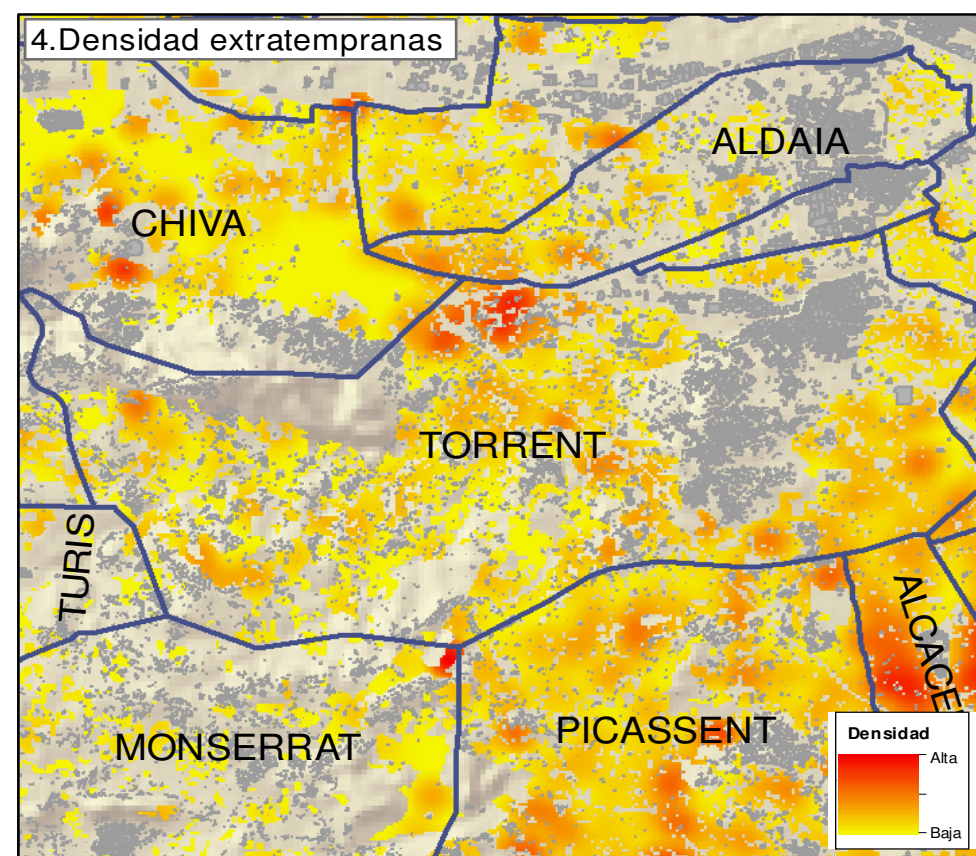 4.Densidad extratempranas
ALDAIA
CHIVA
TORRENT
TURIS
ALCACE
PICASSENT
MONSERRAT
Densidad
Alta
Baja